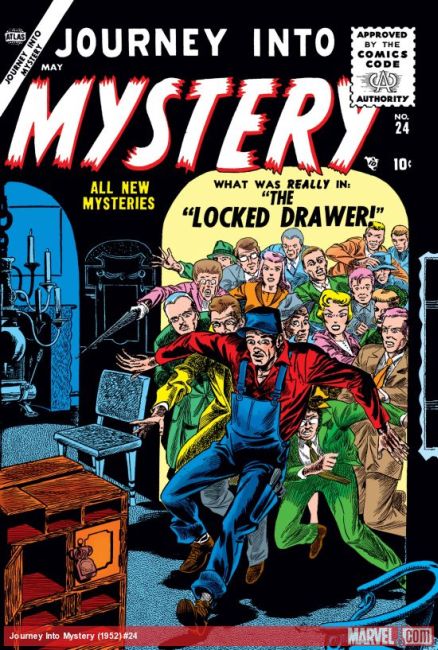 ATLAS
JOURNEY INTO
MYSTERY
JOURNEY INTO
MAY
APPROVED
BY THE
COMICS
CODE
CA
AUTHORITY
MYSTERY
NO.
24
10¢
ALL NEW
MYSTERIES
WHAT WAS REALLY IN:
"THE
"LOCKED DRAWER!"
Journey Into Mystery (1952) #24
MARVEL.com